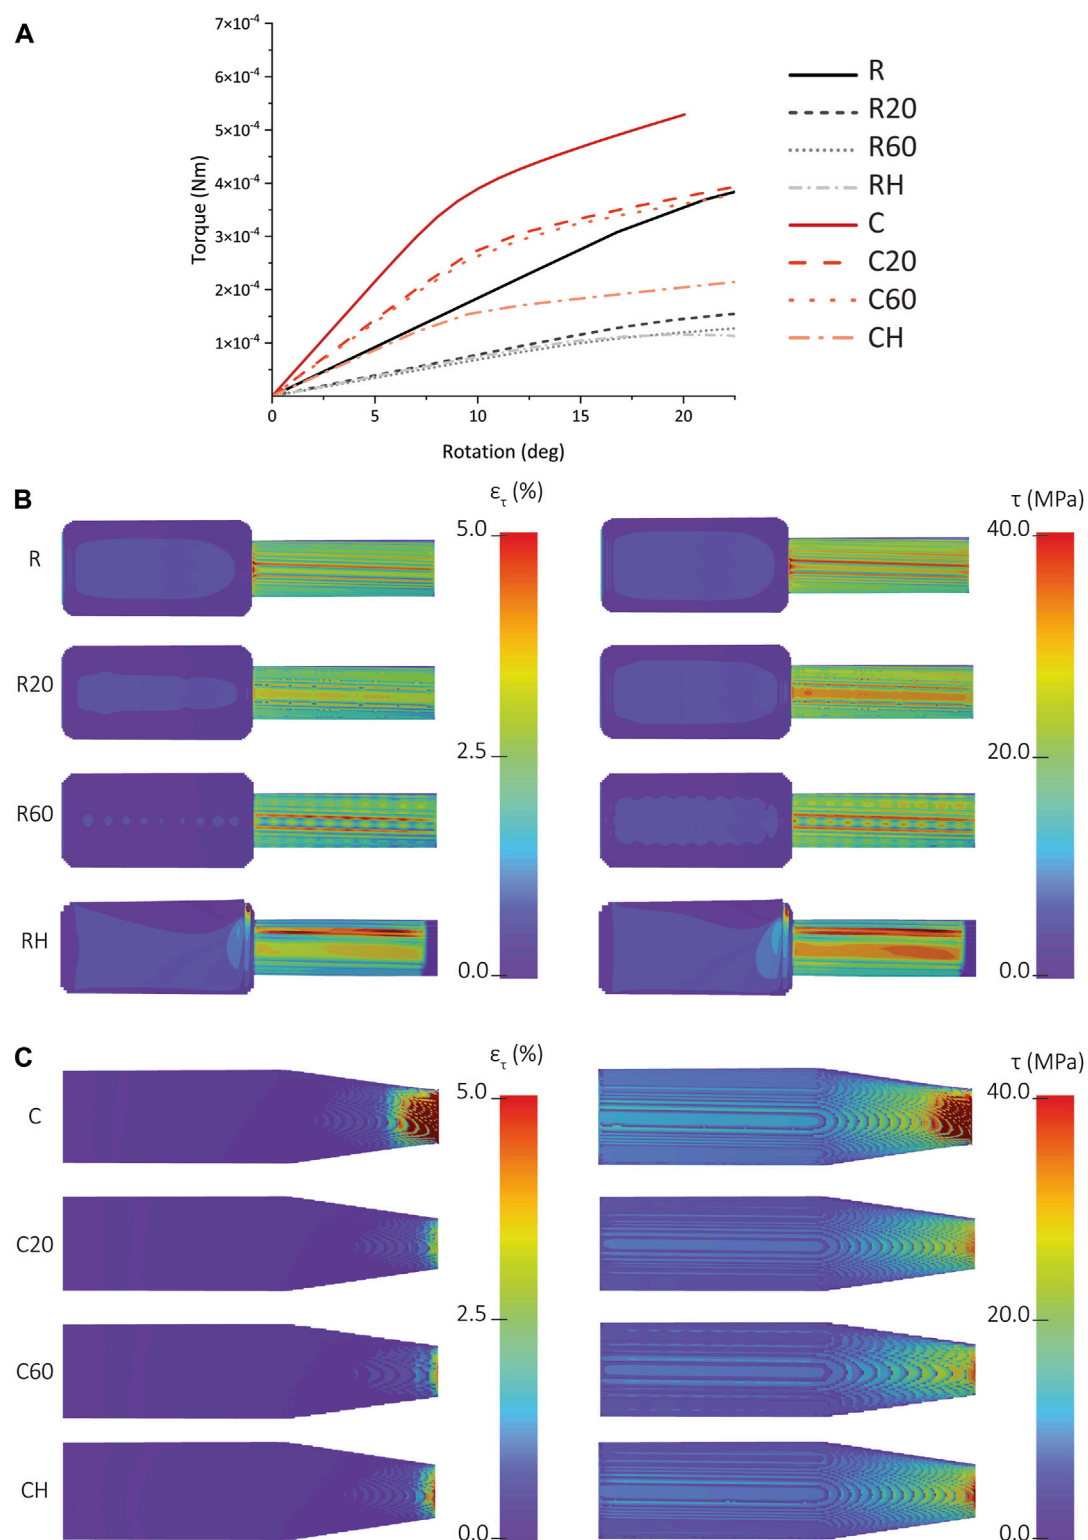 A
7×10⁻⁴
6×10⁻⁴
5×10⁻⁴
4×10⁻⁴
3×10⁻⁴
2×10⁻⁴
1×10⁻⁴
Torque (Nm)
0 5 10 15 20
Rotation (deg)
R
R20
R60
RH
C
C20
C60
CH
B
ε_τ (%)
5.0
2.5
0.0
τ (MPa)
40.0
20.0
0.0
R
R20
R60
RH
C
ε_τ (%)
5.0
2.5
0.0
τ (MPa)
40.0
20.0
0.0
C
C20
C60
CH